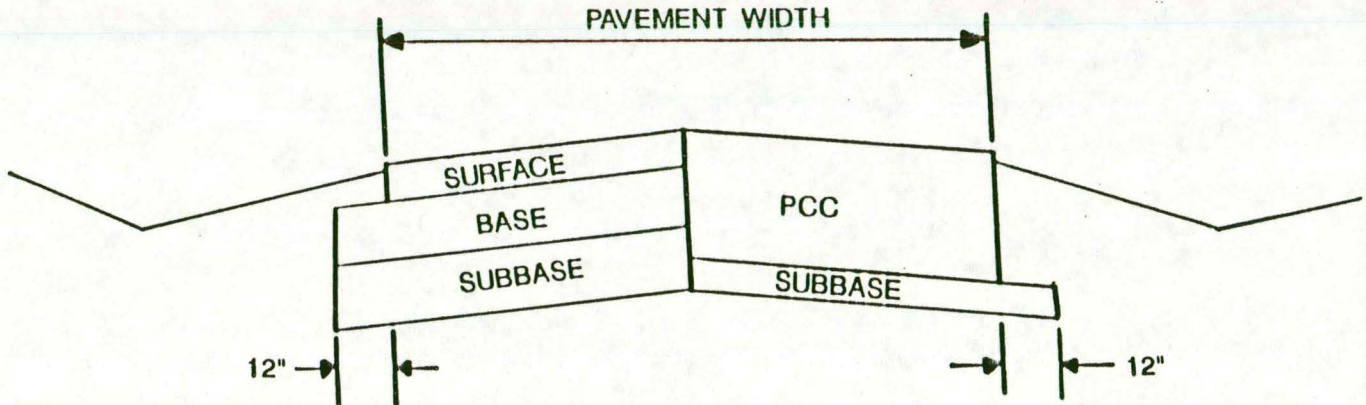 PAVEMENT WIDTH
SURFACE
PCC
BASE
SUBBASE
SUBBASE
12"
12"